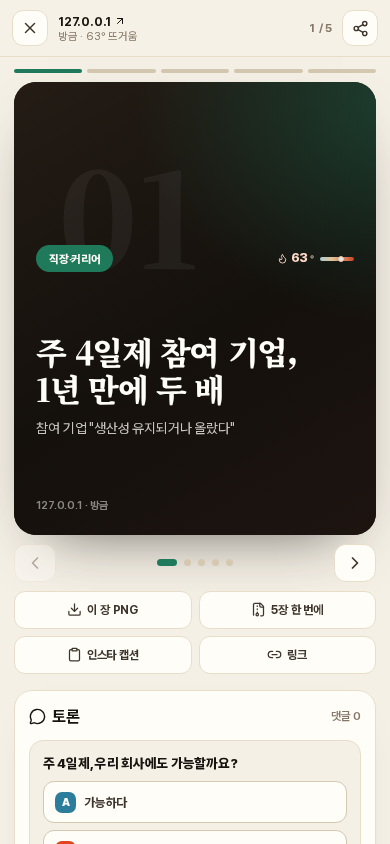 127.0.0.1
방금 · 63° 뜨거움
1 / 5
01
직장·커리어
63°
주 4일제 참여 기업,
1년 만에 두 배
참여 기업 "생산성 유지되거나 올랐다"
127.0.0.1 · 방금
이 장 PNG
5장 한 번에
인스타 캡션
링크
토론
댓글 0
주 4일제, 우리 회사에도 가능할까요?
A 가능하다